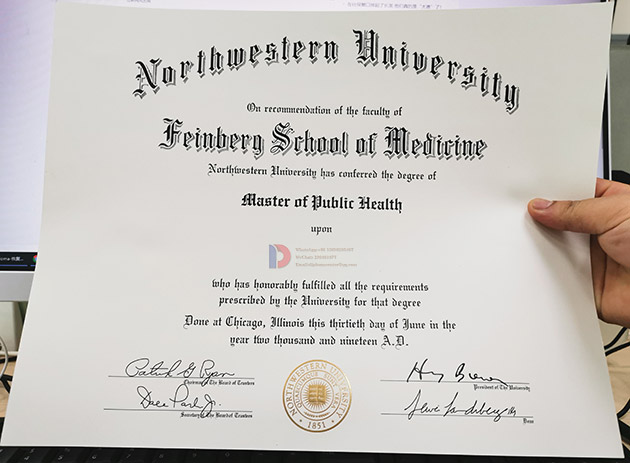 Northwestern University
On recommendation of the faculty of
Feinberg School of Medicine
Northwestern University has conferred the degree of
Master of Public Health
upon
D
who has honorably fulfilled all the requirements
prescribed by the University for that degree
Done at Chicago, Illinois this thirtieth day of June in the
year two thousand and nineteen A.D.
Patrick G Ryan
Chairman The Board of Trustees
President of The University
Secretary The Board of Trustees
Dean
NORTHWESTERN UNIVERSITY
1851